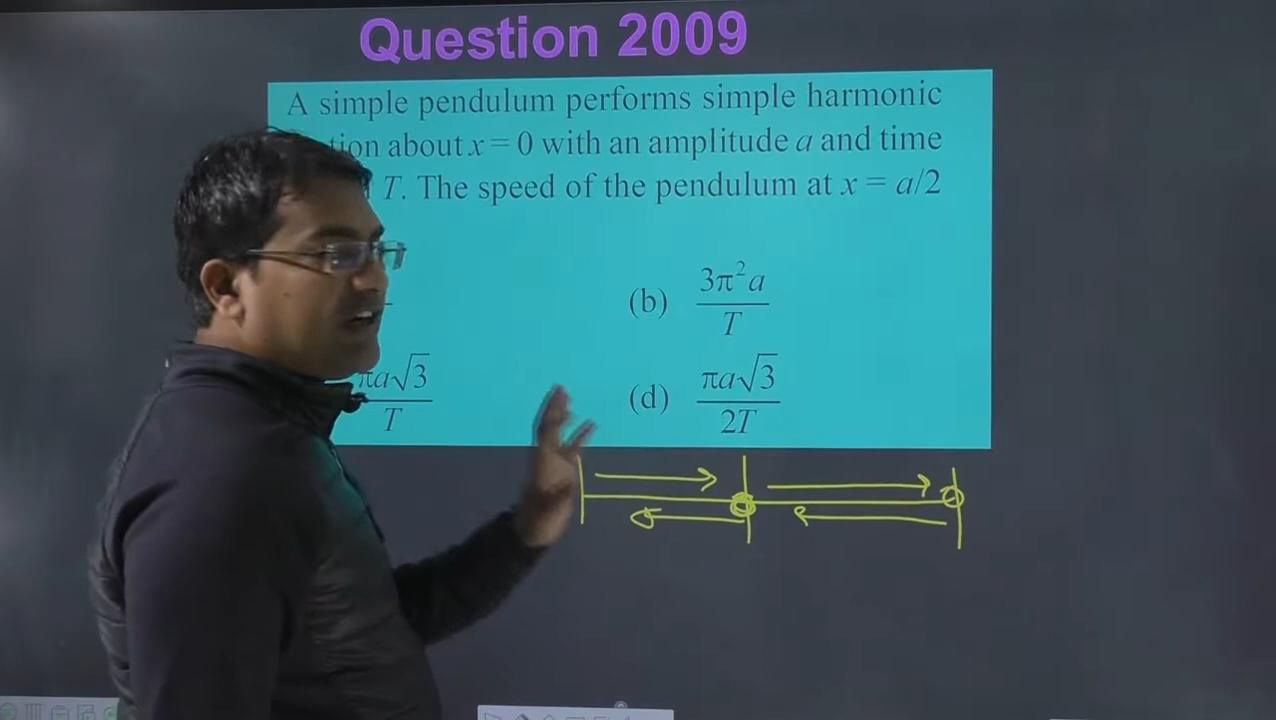 Question 2009
A simple pendulum performs simple harmonic
tion about x = 0 with an amplitude a and time
T. The speed of the pendulum at x = a/2
(b) 3π²a/T
πa√3/T
(d) πa√3/2T